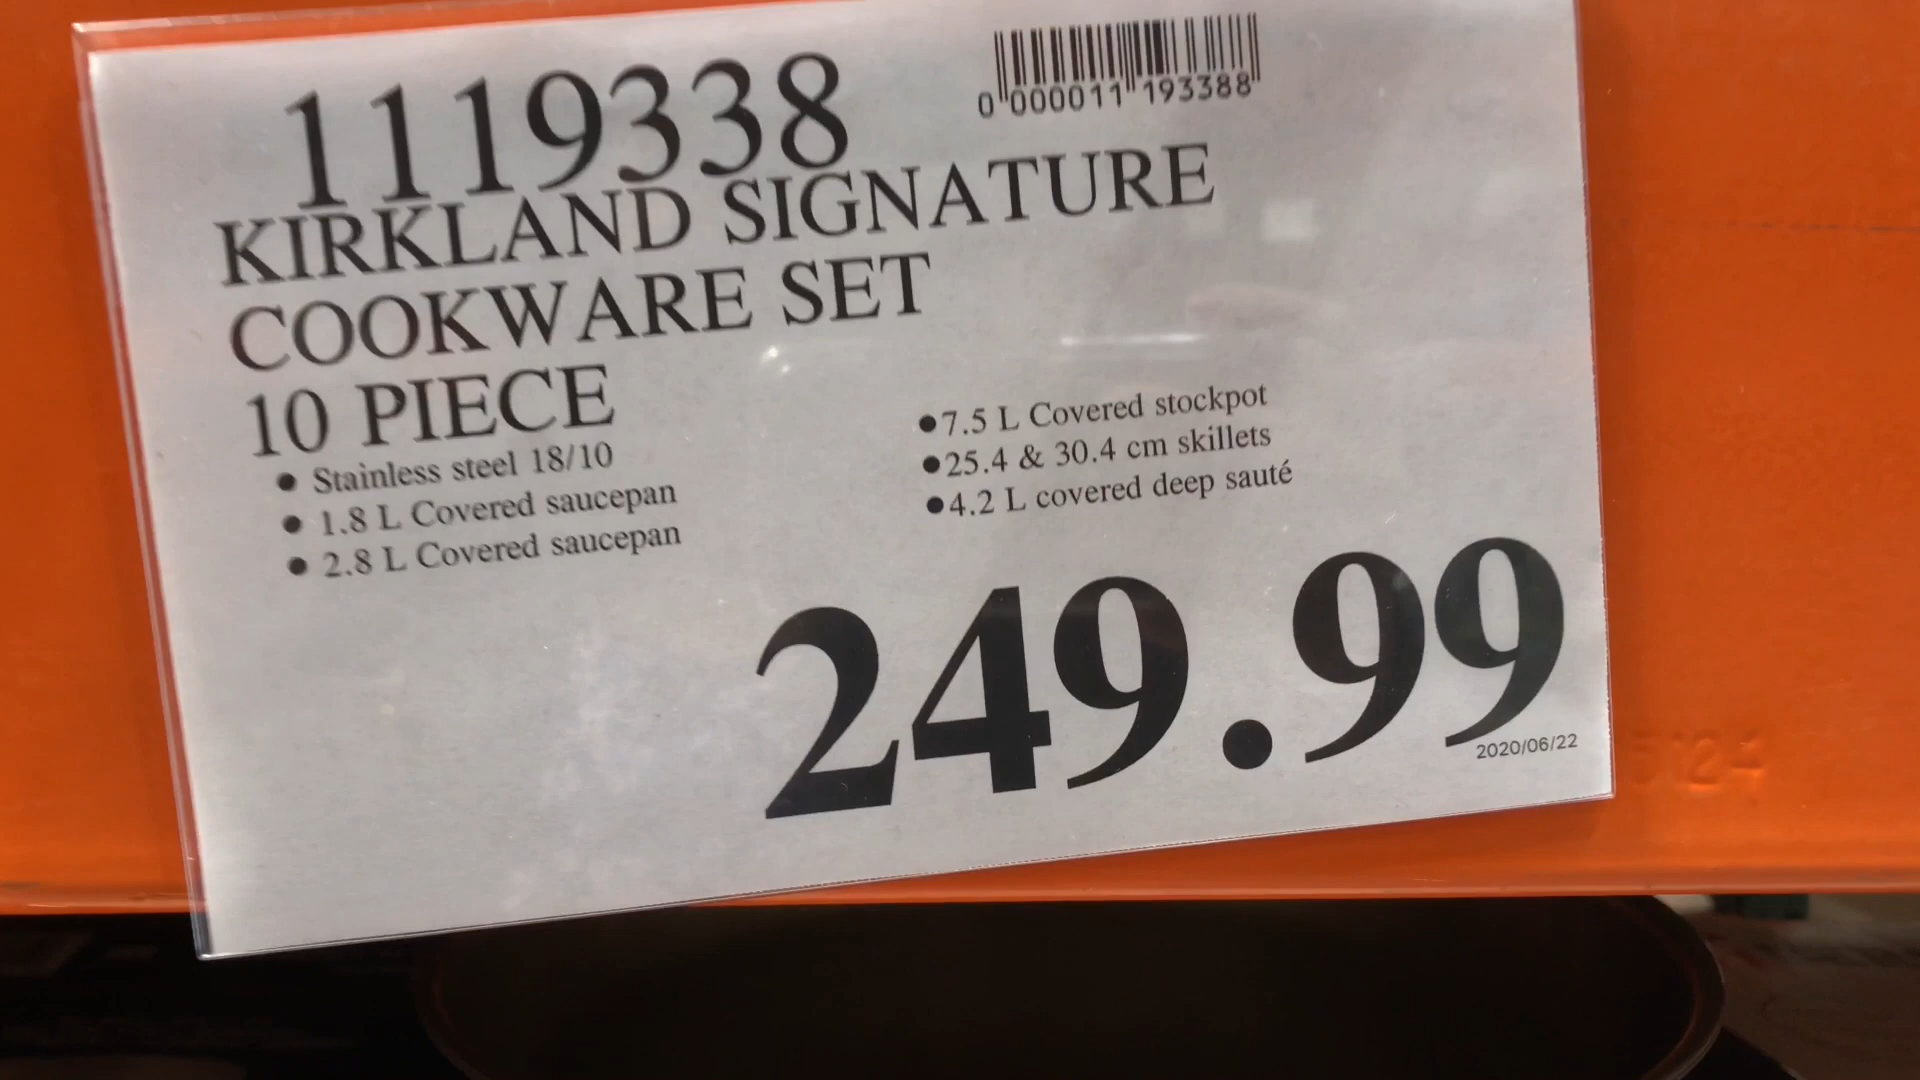 1119338
0 000011 193388
KIRKLAND SIGNATURE
COOKWARE SET
10 PIECE
• Stainless steel 18/10
• 1.8 L Covered saucepan
• 2.8 L Covered saucepan
•7.5 L Covered stockpot
•25.4 & 30.4 cm skillets
•4.2 L covered deep sauté
249.99
2020/06/22